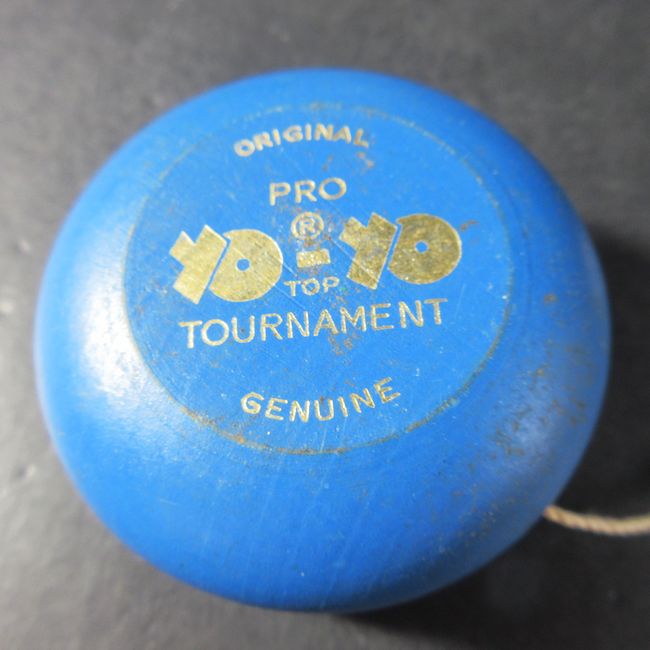 ORIGINAL
PRO
®
YO-YO
TOP
TOURNAMENT
GENUINE